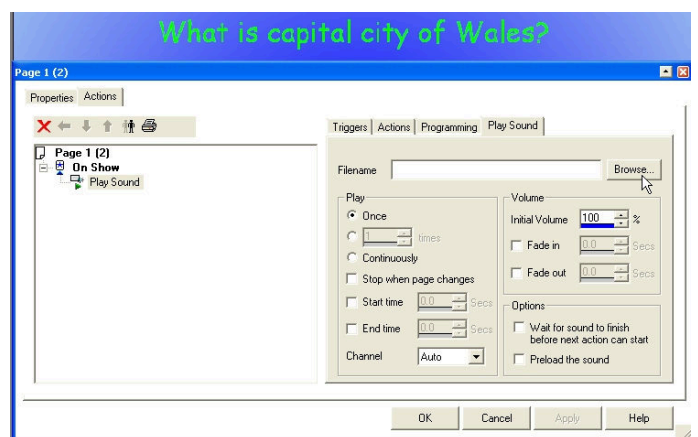 What is capital city of Wales?
Page 1 (2)
Properties Actions
Triggers Actions Programming Play Sound
Page 1 (2)
On Show
Play Sound
Filename Browse...
Play
Once
1 times
Continuously
Stop when page changes
Start time 0.0 Secs
End time 0.0 Secs
Channel Auto
Volume
Initial Volume 100 %
Fade in 0.0 Secs
Fade out 0.0 Secs
Options
Wait for sound to finish
before next action can start
Preload the sound
OK Cancel Apply Help